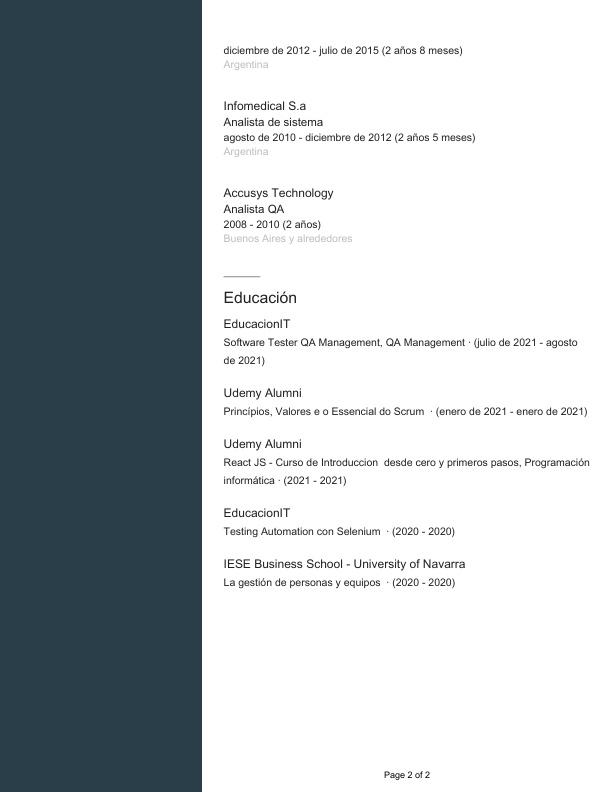 diciembre de 2012 - julio de 2015 (2 años 8 meses)
Argentina
Infomedical S.a
Analista de sistema
agosto de 2010 - diciembre de 2012 (2 años 5 meses)
Argentina
Accusys Technology
Analista QA
2008 - 2010 (2 años)
Buenos Aires y alrededores
Educación
EducacionIT
Software Tester QA Management, QA Management · (julio de 2021 - agosto
de 2021)
Udemy Alumni
Princípios, Valores e o Essencial do Scrum · (enero de 2021 - enero de 2021)
Udemy Alumni
React JS - Curso de Introduccion desde cero y primeros pasos, Programación
informática · (2021 - 2021)
EducacionIT
Testing Automation con Selenium · (2020 - 2020)
IESE Business School - University of Navarra
La gestión de personas y equipos · (2020 - 2020)
Page 2 of 2